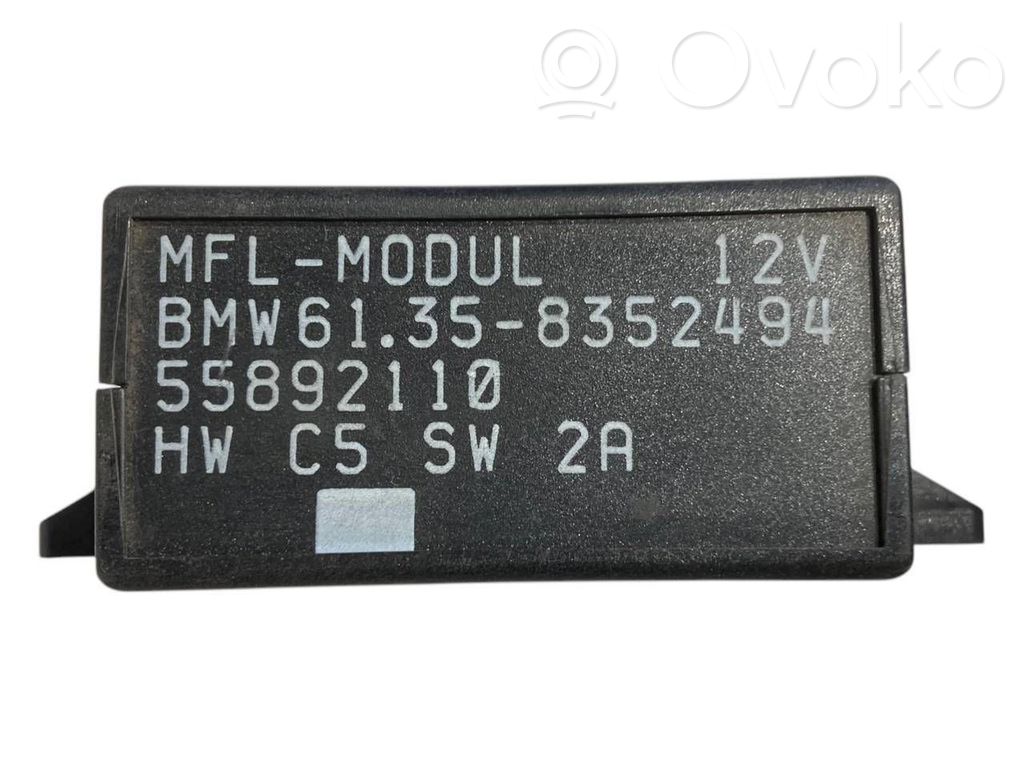 Ovoko
MFL-MODUL 12V
BMW61.35-8352494
55892110
HW C5 SW 2A